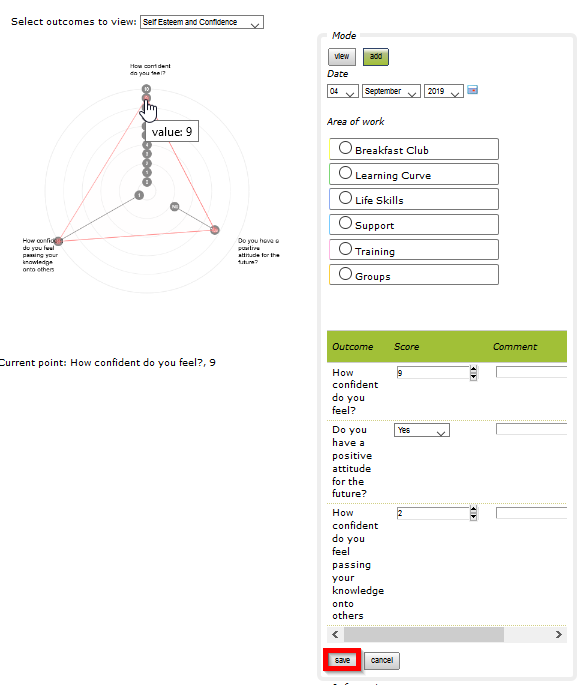 Select outcomes to view: Self Esteem and Confidence
How confident
do you feel?
10
value: 9
How confid
do you feel
passing your
knowledge
onto others
Do you have a
positive
attitude for the
future?
Current point: How confident do you feel?, 9
Mode
view add
Date
04 September 2019
Area of work
Breakfast Club
Learning Curve
Life Skills
Support
Training
Groups
Outcome Score Comment
How 9
confident
do you
feel?
Do you Yes
have a
positive
attitude
for the
future?
How 2
confident
do you
feel
passing
your
knowledge
onto
others
save cancel